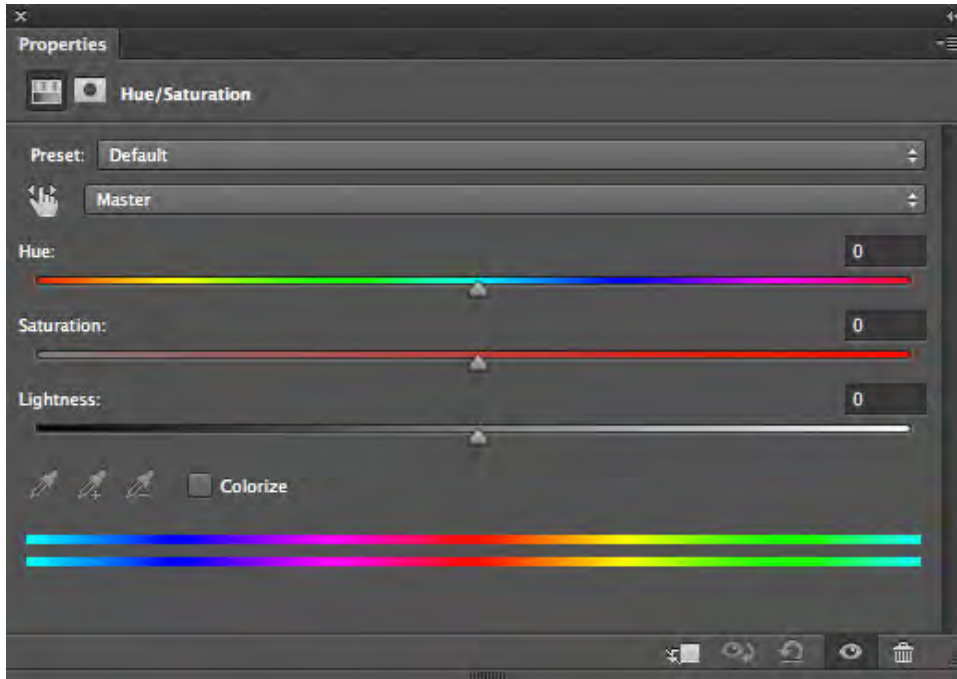 Properties
Hue/Saturation
Preset: Default
Master
Hue: 0
Saturation: 0
Lightness: 0
Colorize